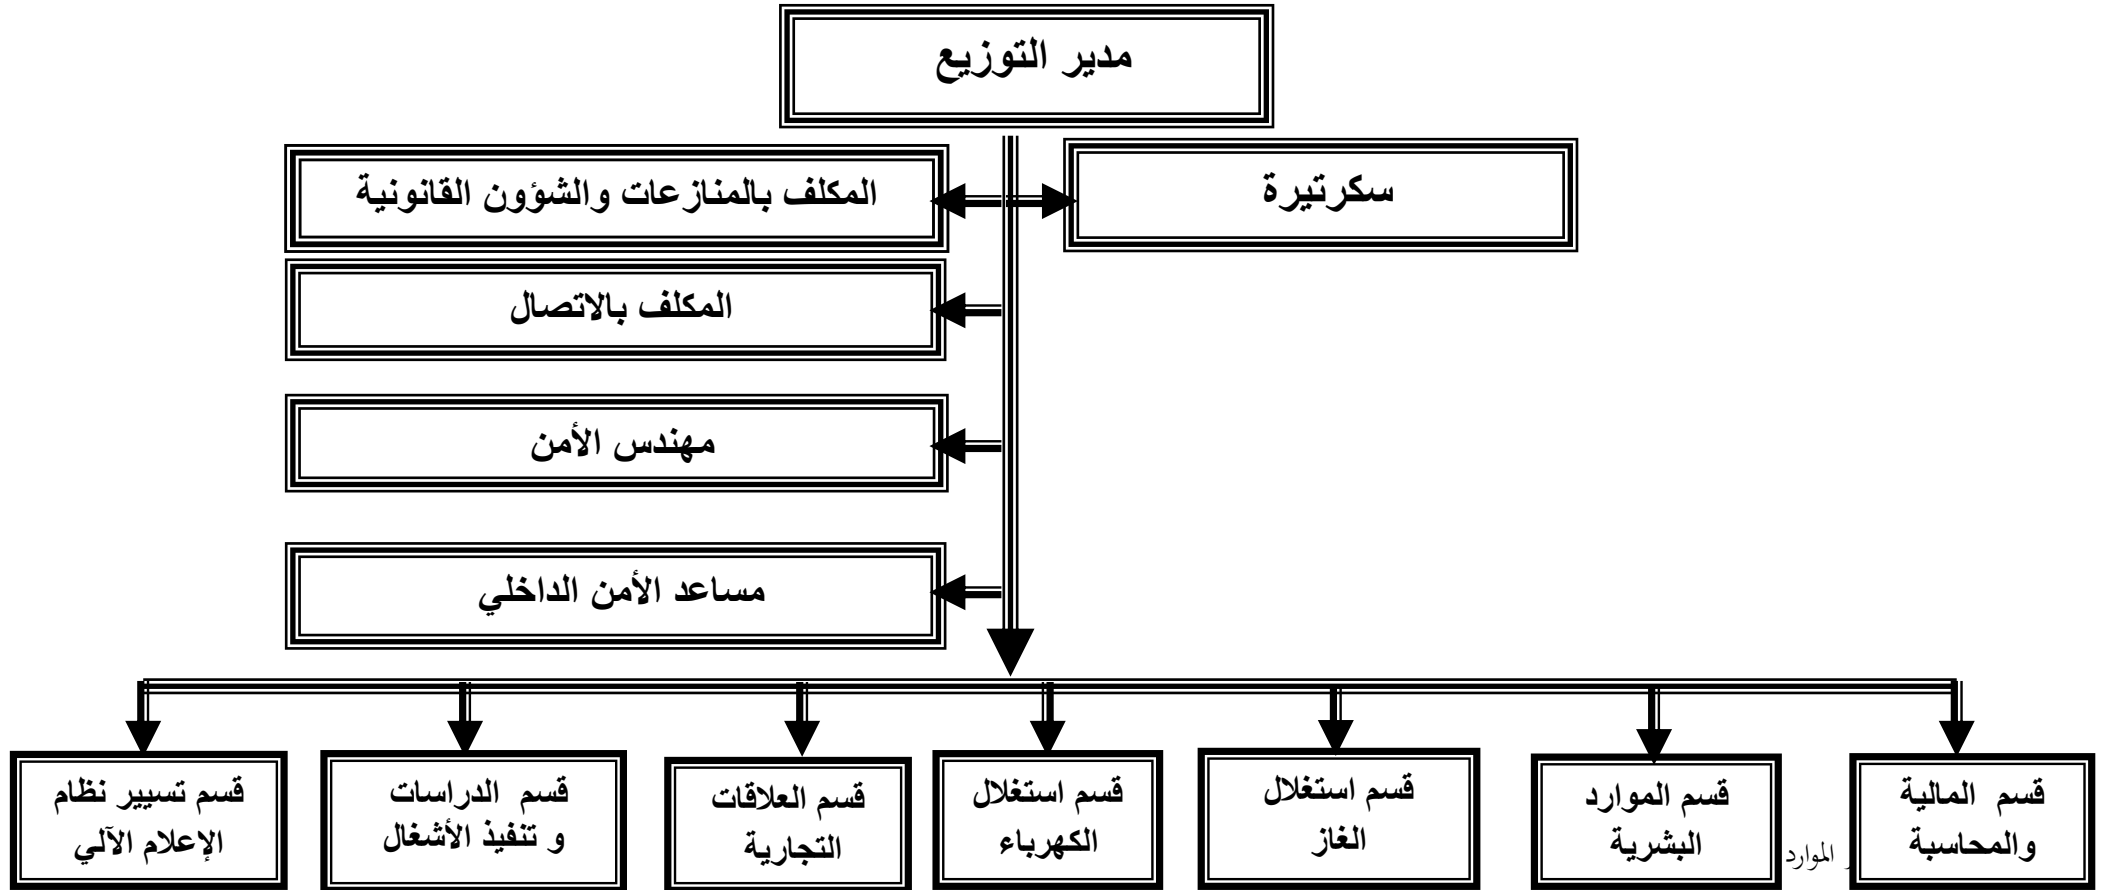 مدير التوزيع
سكرتيرة
المكلف بالمنازعات والشؤون القانونية
المكلف بالاتصال
مهندس الأمن
مساعد الأمن الداخلي
قسم المالية
والمحاسبة
قسم الموارد
البشرية
قسم استغلال
الغاز
قسم استغلال
الكهرباء
قسم العلاقات
التجارية
قسم الدراسات
و تنفيذ الأشغال
قسم تسيير نظام
الإعلام الآلي
الموارد